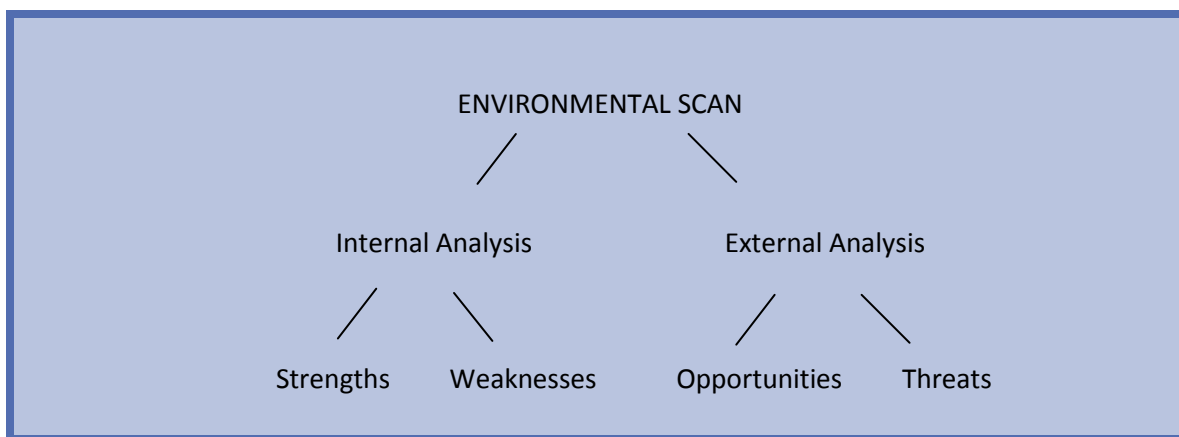 ENVIRONMENTAL SCAN
Internal Analysis External Analysis
Strengths Weaknesses Opportunities Threats